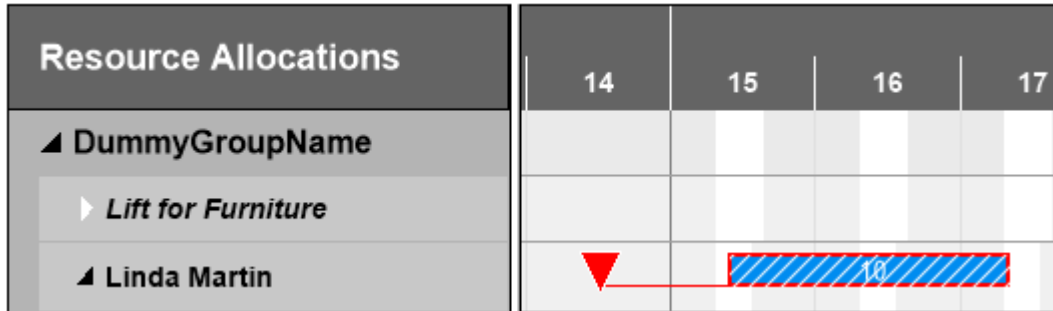 Resource Allocations
14 15 16 17
DummyGroupName
Lift for Furniture
Linda Martin
10